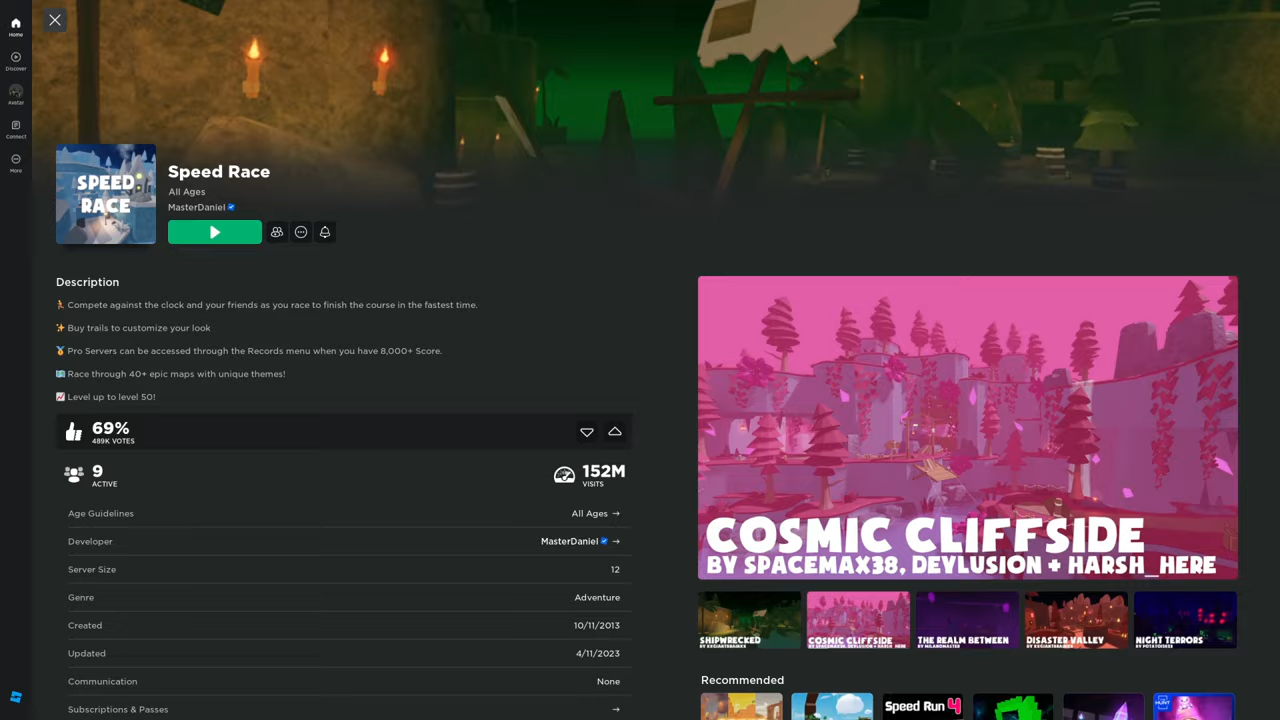 Home
Discover
Avatar
Connect
More
SPEED
RACE
Speed Race
All Ages
MasterDaniel
Description
Compete against the clock and your friends as you race to finish the course in the fastest time.
Buy trails to customize your look
Pro Servers can be accessed through the Records menu when you have 8,000+ Score.
Race through 40+ epic maps with unique themes!
Level up to level 50!
69%
489K VOTES
9
ACTIVE
152M
VISITS
Age Guidelines All Ages →
Developer MasterDaniel →
Server Size 12
Genre Adventure
Created 10/11/2013
Updated 4/11/2023
Communication None
Subscriptions & Passes →
COSMIC CLIFFSIDE
BY SPACEMAX38, DEVLUSION + HARSH_HERE
SHIPWRECKED
COSMIC CLIFFSIDE
BY SPACEMAX38, DEVLUSION + HARSH_HERE
THE REALM BETWEEN
DISASTER VALLEY
NIGHT TERRORS
Recommended
Speed Run 4
HUNT